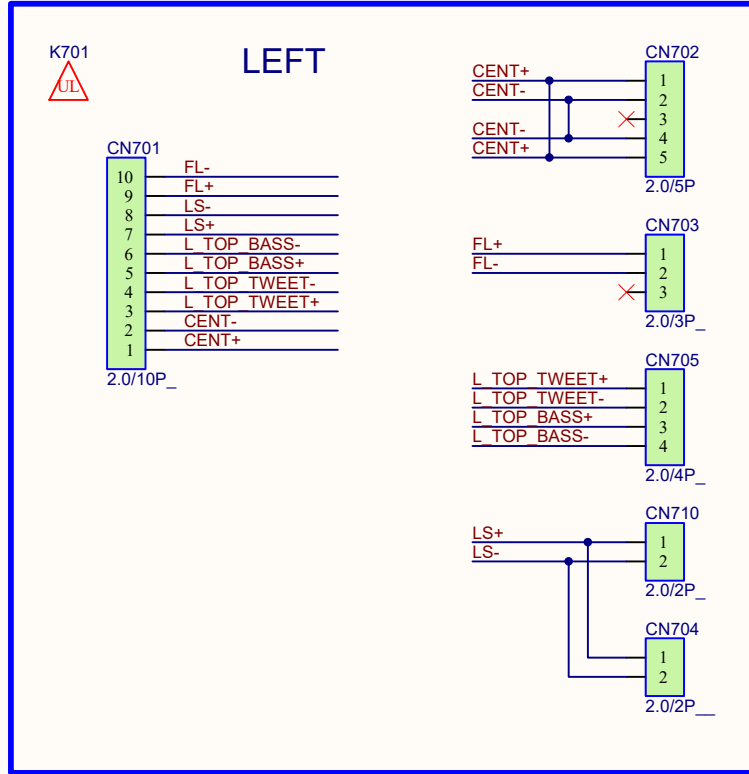 K701
UL
LEFT
CN701
10 FL-
9 FL+
8 LS-
7 LS+
6 L_TOP_BASS-
5 L_TOP_BASS+
4 L_TOP_TWEET-
3 L_TOP_TWEET+
2 CENT-
1 CENT+
2.0/10P_
CN702
CENT+ 1
CENT- 2
3
CENT- 4
CENT+ 5
2.0/5P
CN703
FL+ 1
FL- 2
3
2.0/3P_
CN705
L_TOP_TWEET+ 1
L_TOP_TWEET- 2
L_TOP_BASS+ 3
L_TOP_BASS- 4
2.0/4P_
CN710
LS+ 1
LS- 2
2.0/2P_
CN704
1
2
2.0/2P__